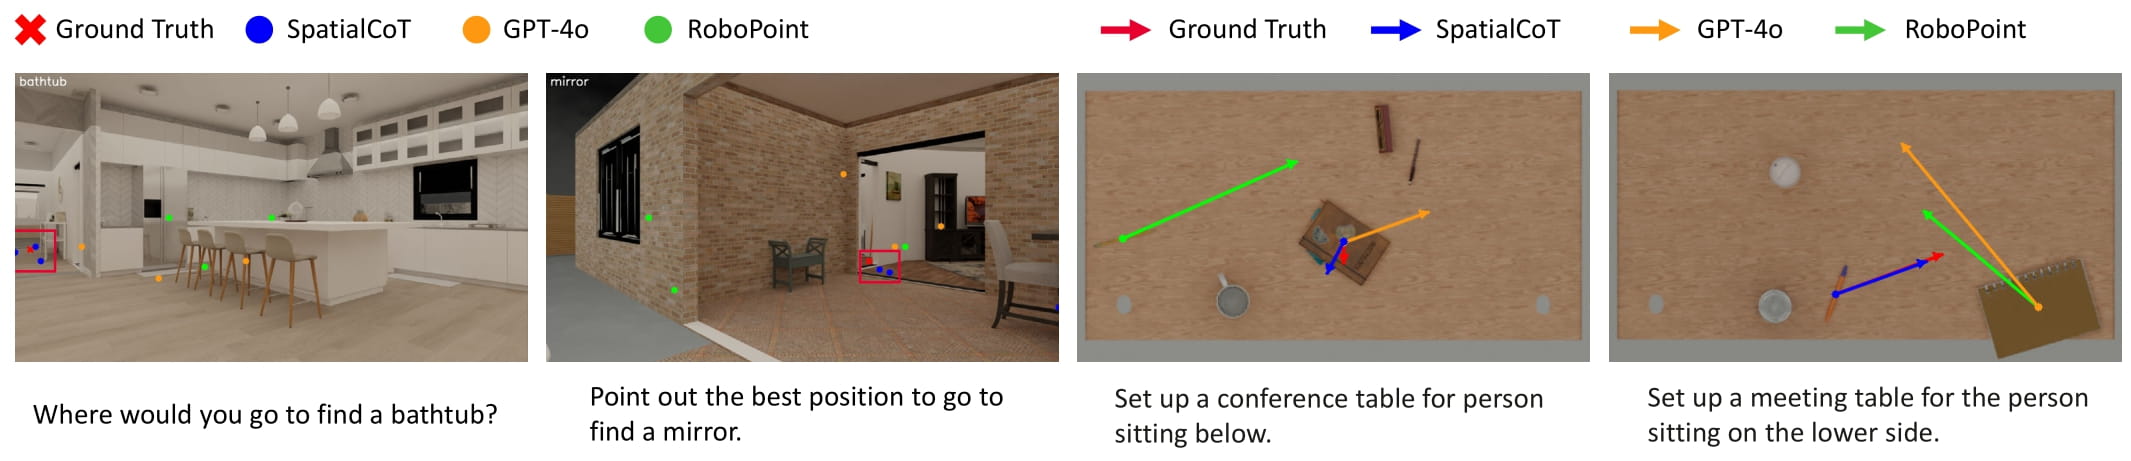 Ground Truth SpatialCoT GPT-4o RoboPoint
Ground Truth SpatialCoT GPT-4o RoboPoint
bathtub
mirror
Where would you go to find a bathtub?
Point out the best position to go to
find a mirror.
Set up a conference table for person
sitting below.
Set up a meeting table for the person
sitting on the lower side.